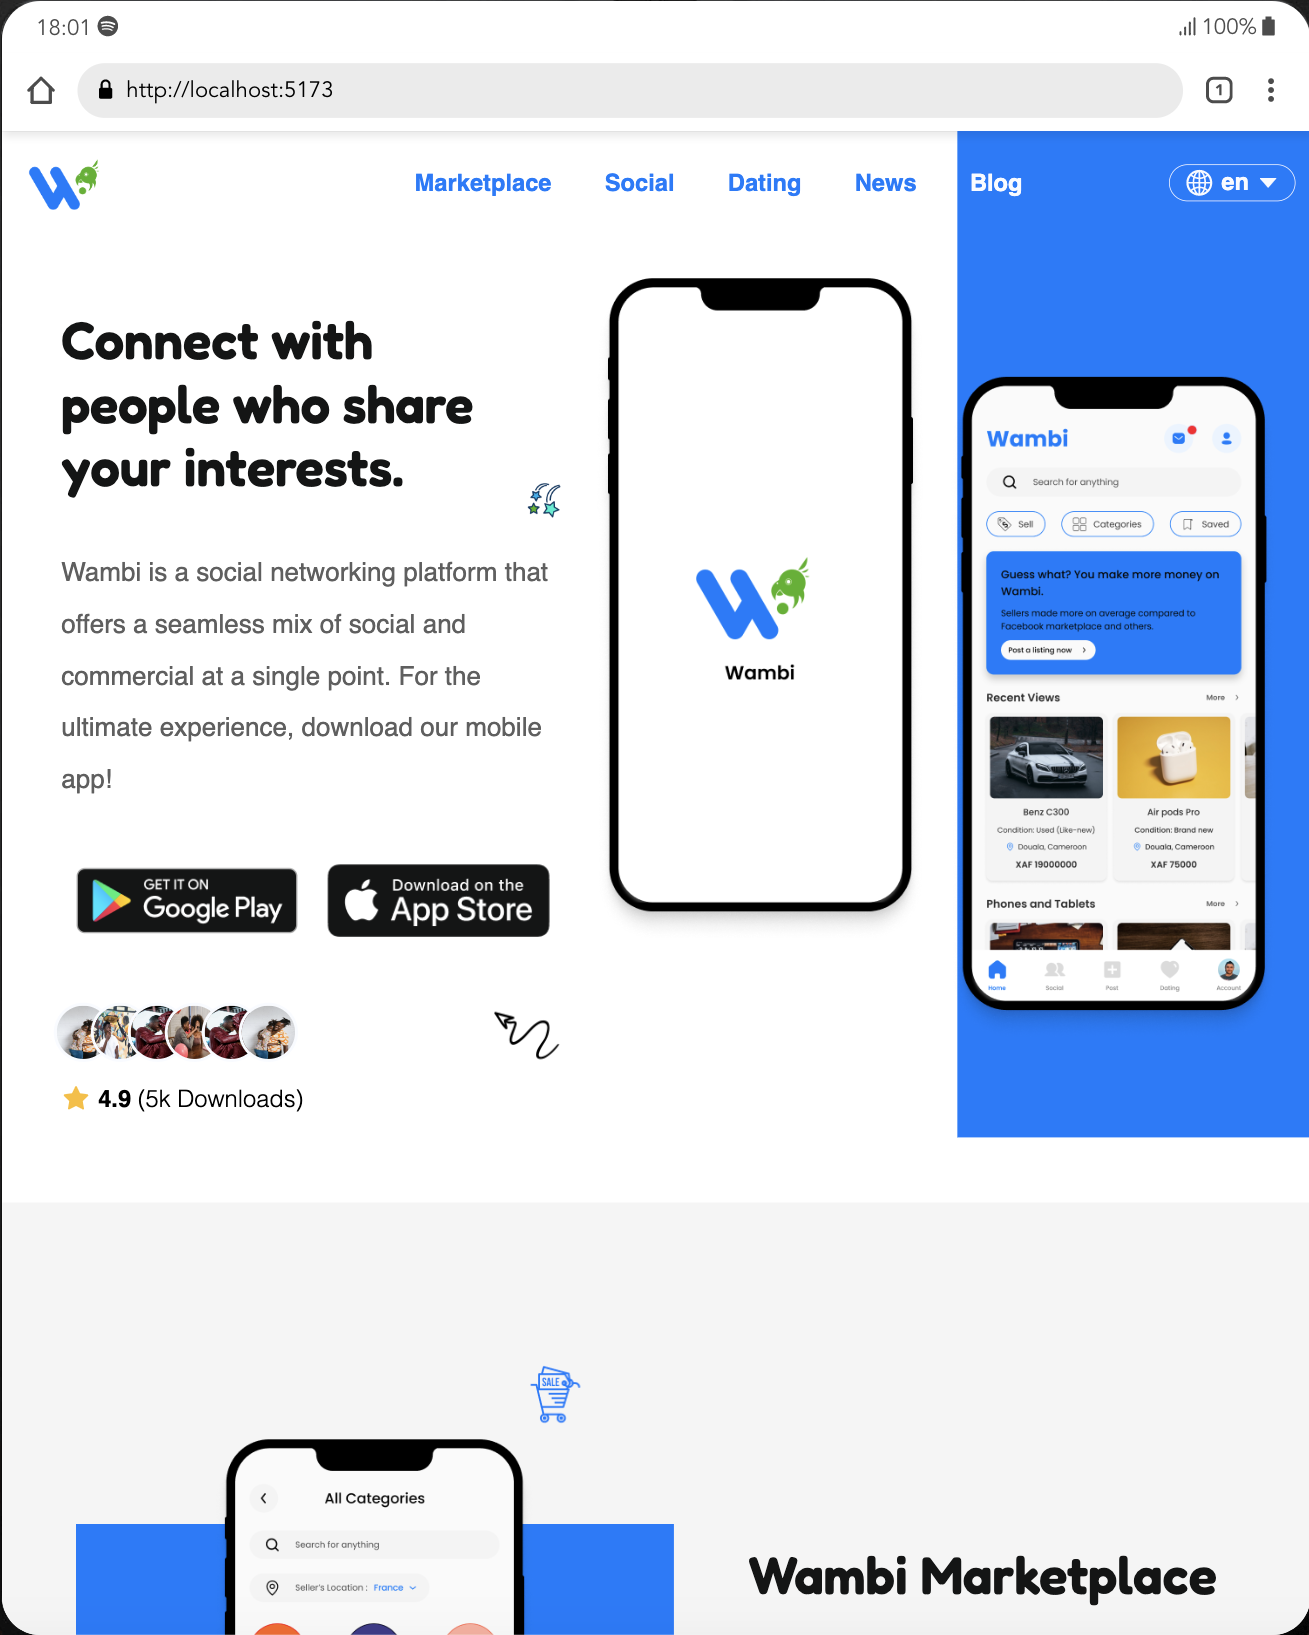 18:01
100%
http://localhost:5173
1
Marketplace Social Dating News Blog en
Connect with
people who share
your interests.
Wambi is a social networking platform that
offers a seamless mix of social and
commercial at a single point. For the
ultimate experience, download our mobile
app!
GET IT ON
Google Play
Download on the
App Store
4.9 (5k Downloads)
Wambi
Wambi
Search for anything
Sell Categories Saved
Guess what? You make more money on
Wambi.
Sellers made more on average compared to
Facebook marketplace and others.
Post a listing now
Recent Views More
Benz C300
Condition: Used (Like-new)
Douala, Cameroon
XAF 19000000
Air pods Pro
Condition: Brand new
Douala, Cameroon
XAF 75000
Phones and Tablets More
Home Social Post Dating Account
SALE
All Categories
Search for anything
Seller's Location : France
Wambi Marketplace